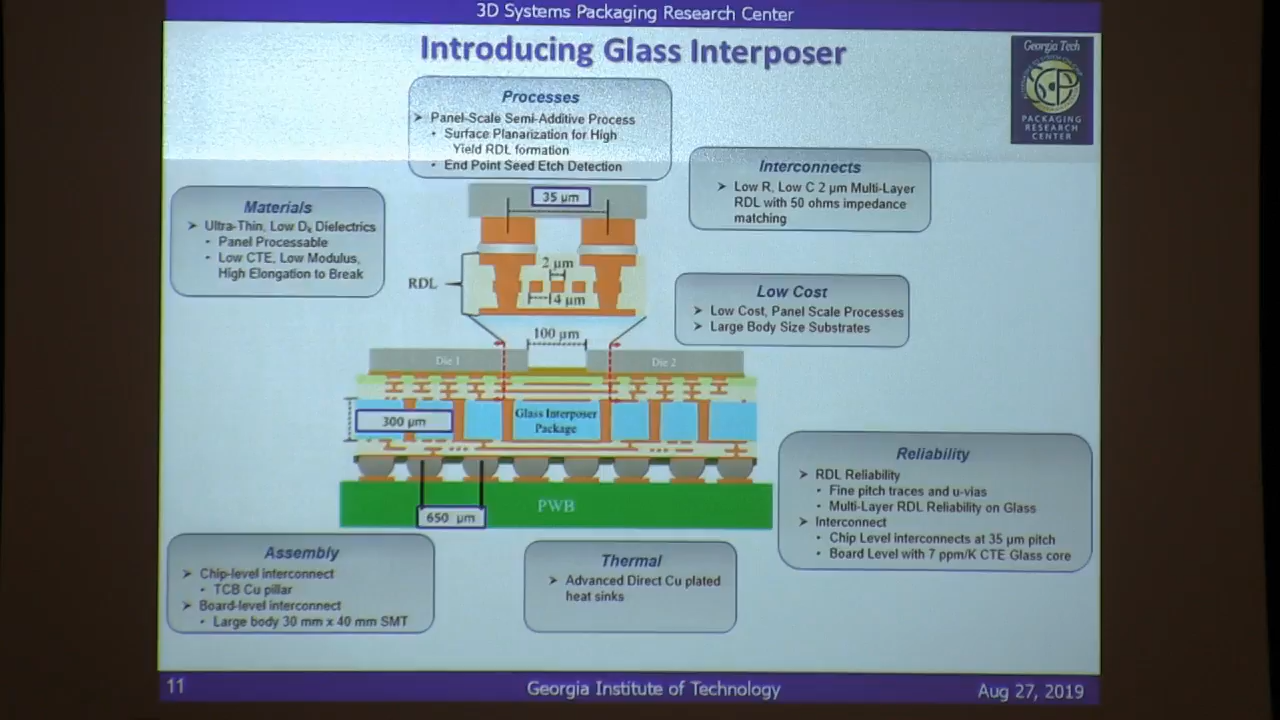 3D Systems Packaging Research Center
Introducing Glass Interposer
Georgia Tech
PACKAGING
RESEARCH
CENTER
Processes
➢ Panel-Scale Semi-Additive Process
• Surface Planarization for High
Yield RDL formation
• End Point Seed Etch Detection
Interconnects
➢ Low R, Low C 2 µm Multi-Layer
RDL with 50 ohms impedance
matching
Materials
➢ Ultra-Thin, Low Dk Dielectrics
• Panel Processable
• Low CTE, Low Modulus,
High Elongation to Break
35 µm
RDL
2 µm
4 µm
100 µm
Low Cost
➢ Low Cost, Panel Scale Processes
➢ Large Body Size Substrates
Die 1
Die 2
300 µm
Glass Interposer
Package
PWB
650 µm
Reliability
➢ RDL Reliability
• Fine pitch traces and u-vias
• Multi-Layer RDL Reliability on Glass
➢ Interconnect
• Chip Level interconnects at 35 µm pitch
• Board Level with 7 ppm/K CTE Glass core
Assembly
➢ Chip-level interconnect
• TCB Cu pillar
➢ Board-level interconnect
• Large body 30 mm x 40 mm SMT
Thermal
➢ Advanced Direct Cu plated
heat sinks
11
Georgia Institute of Technology
Aug 27, 2019